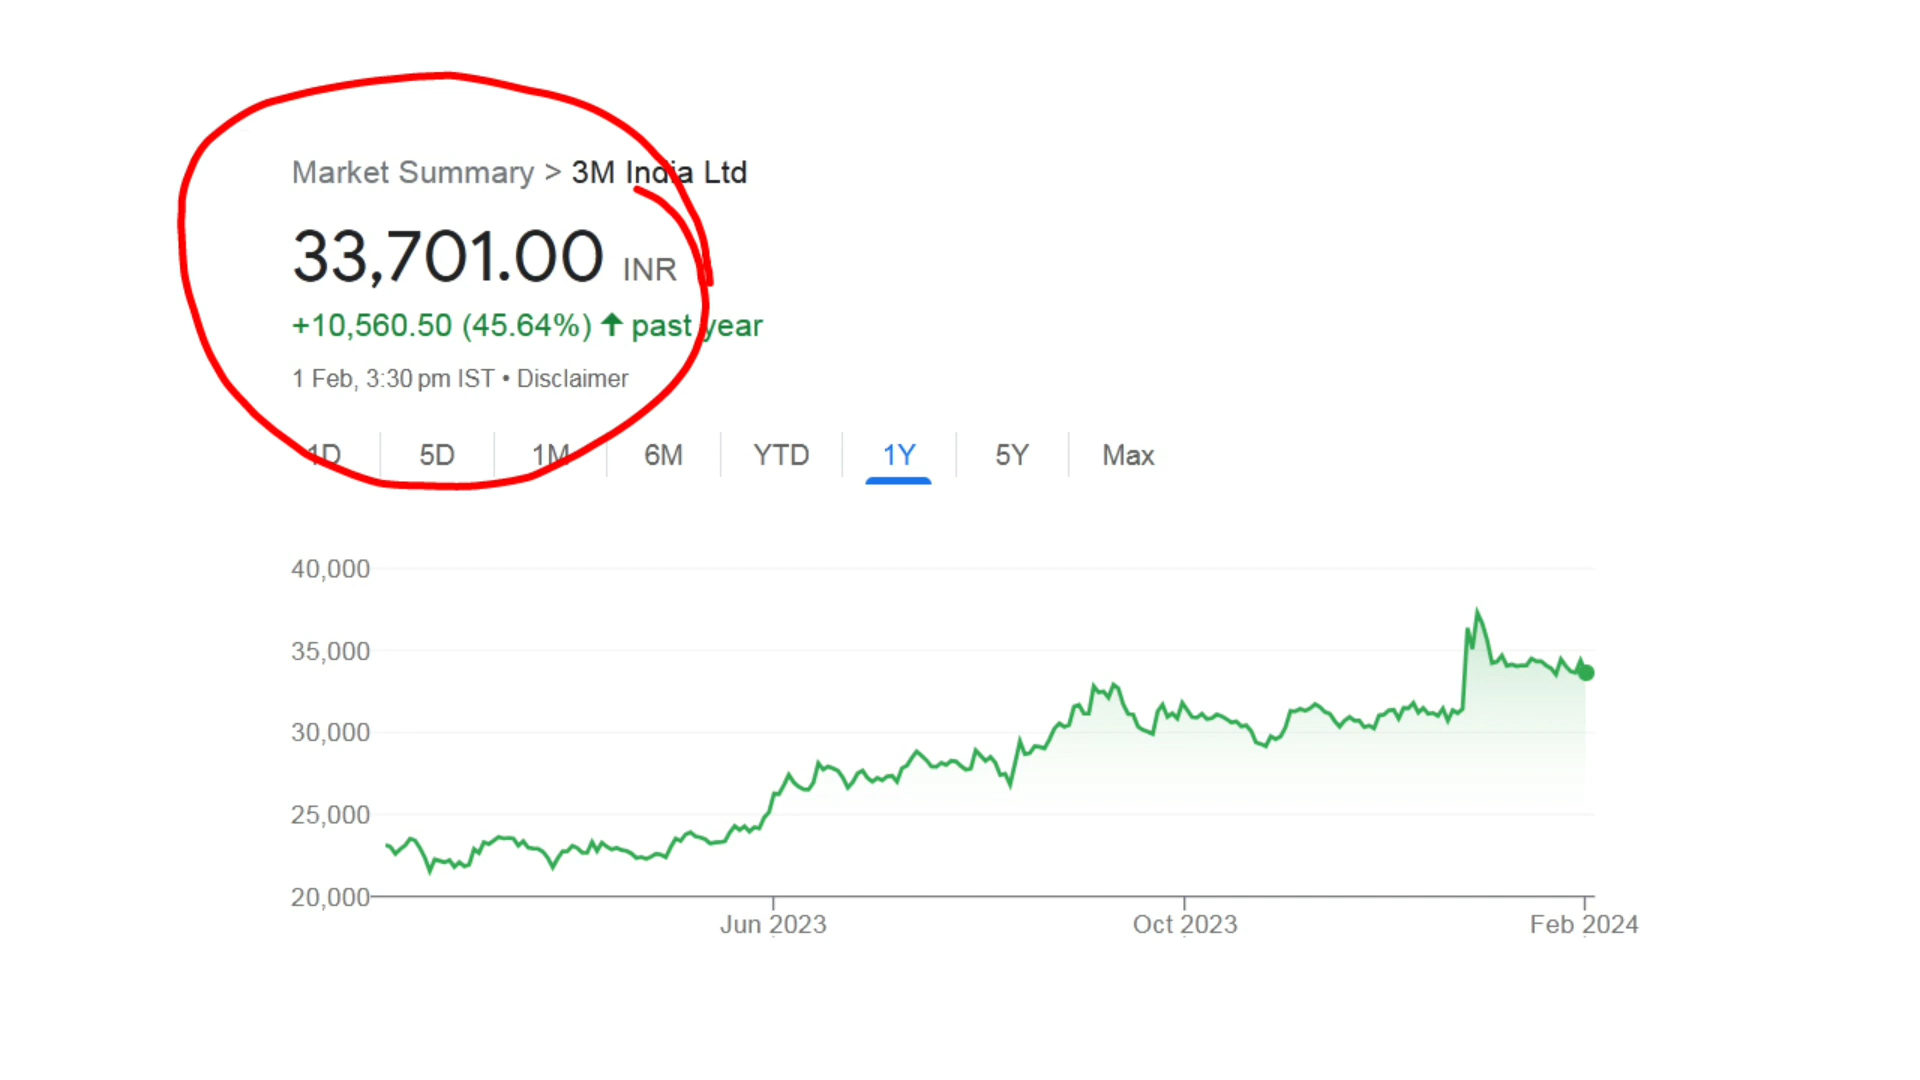 Market Summary > 3M India Ltd
33,701.00 INR
+10,560.50 (45.64%) ↑ past year
1 Feb, 3:30 pm IST • Disclaimer
1D 5D 1M 6M YTD 1Y 5Y Max
40,000
35,000
30,000
25,000
20,000
Jun 2023 Oct 2023 Feb 2024